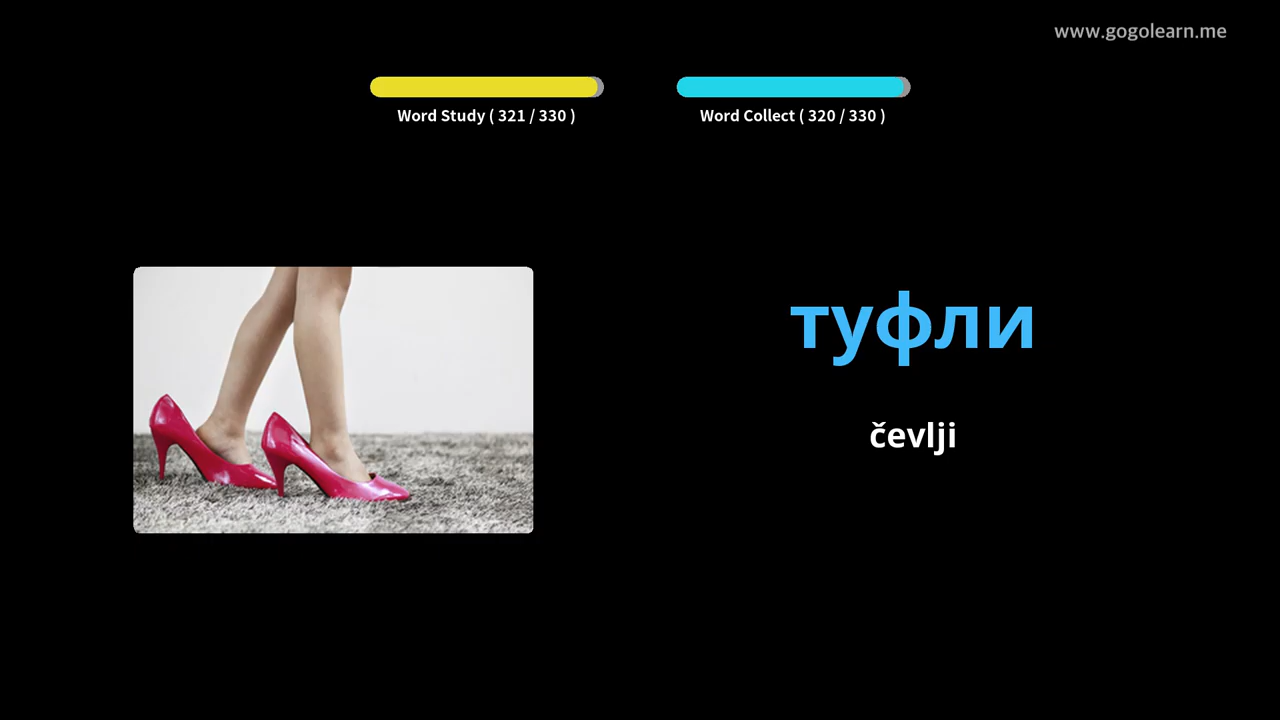 www.gogolearn.me
Word Study ( 321 / 330 )
Word Collect ( 320 / 330 )
туфли
čevlji